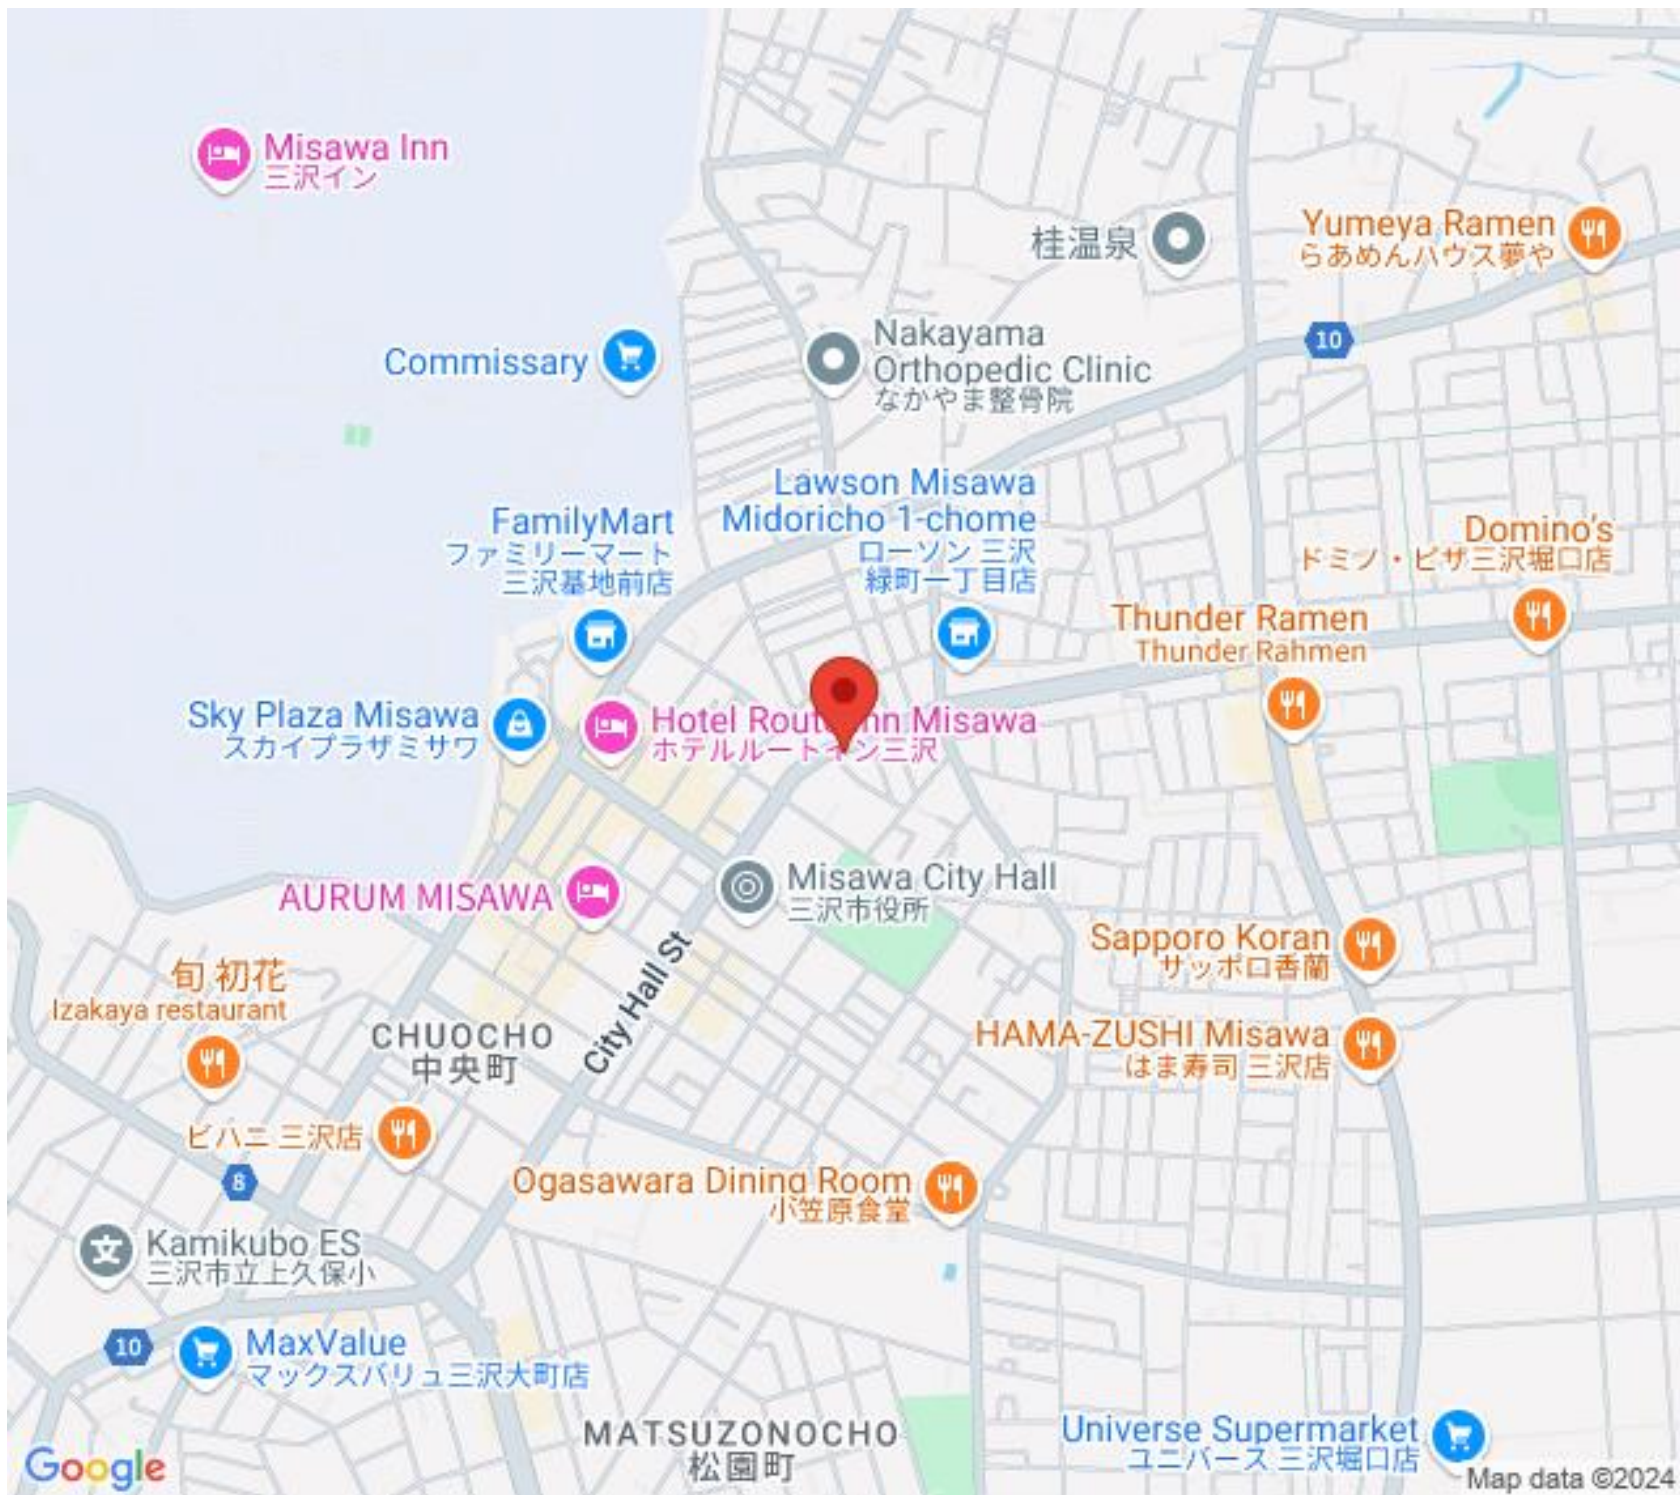 Misawa Inn
三沢イン
桂温泉
Yumeya Ramen
らあめんハウス夢や
10
Commissary
Nakayama
Orthopedic Clinic
なかやま整骨院
Lawson Misawa
Midoricho 1-chome
ローソン 三沢
緑町一丁目店
FamilyMart
ファミリーマート
三沢基地前店
Domino's
ドミノ・ピザ三沢堀口店
Thunder Ramen
Thunder Rahmen
Sky Plaza Misawa
スカイプラザミサワ
Hotel Route Inn Misawa
ホテルルートイン三沢
Misawa City Hall
三沢市役所
AURUM MISAWA
City Hall St
Sapporo Koran
サッポロ香蘭
旬 初花
Izakaya restaurant
CHUOCHO
中央町
HAMA-ZUSHI Misawa
はま寿司 三沢店
ビハニ 三沢店
8
Ogasawara Dining Room
小笠原食堂
文
Kamikubo ES
三沢市立上久保小
10
MaxValue
マックスバリュ三沢大町店
MATSUZONOCHO
松園町
Universe Supermarket
ユニバース 三沢堀口店
Google
Map data ©2024